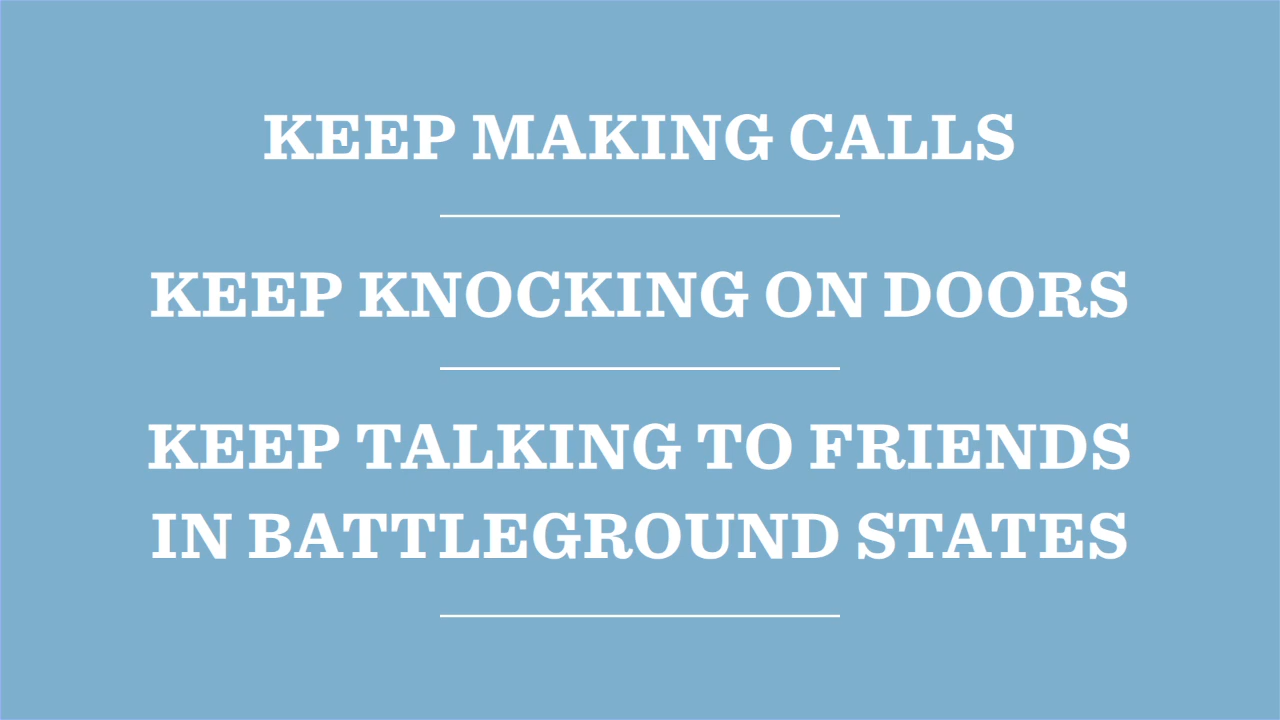 KEEP MAKING CALLS
KEEP KNOCKING ON DOORS
KEEP TALKING TO FRIENDS
IN BATTLEGROUND STATES